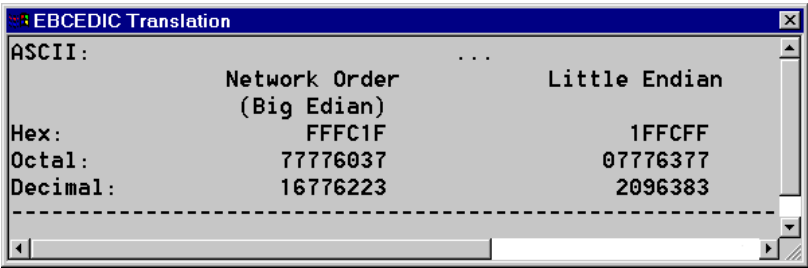 EBCEDIC Translation
ASCII: ...
Network Order Little Endian
(Big Edian)
Hex: FFFC1F 1FFCFF
Octal: 77776037 07776377
Decimal: 16776223 2096383
------------------------------------------------------------